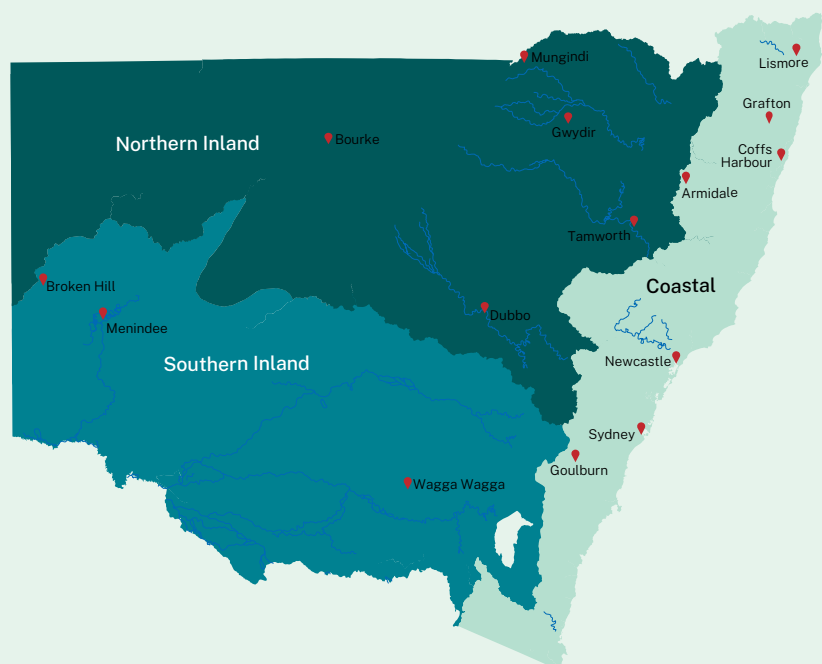 Mungindi
Lismore
Grafton
Gwydir
Northern Inland
Bourke
Coffs
Harbour
Armidale
Tamworth
Broken Hill
Coastal
Menindee
Dubbo
Southern Inland
Newcastle
Sydney
Goulburn
Wagga Wagga